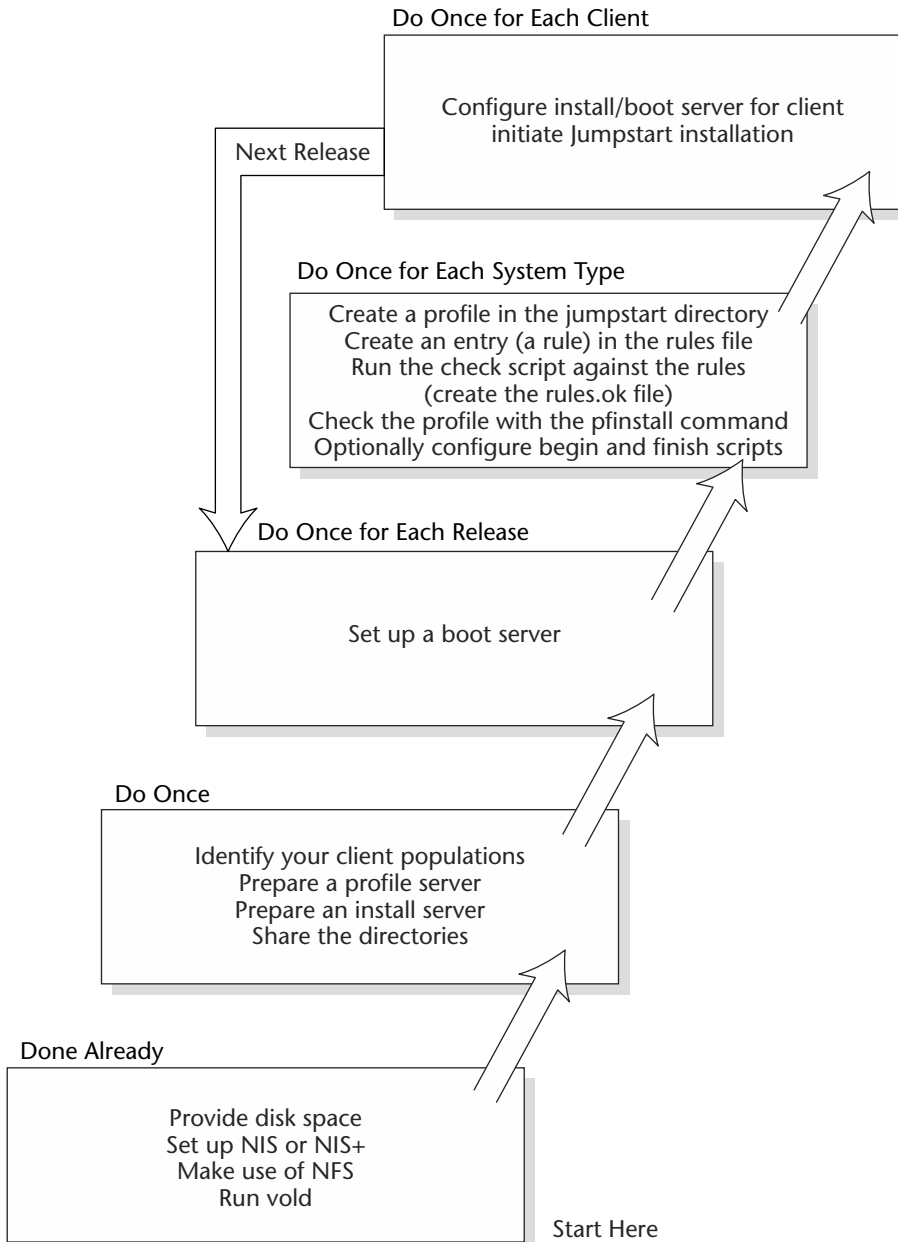 Do Once for Each Client
Configure install/boot server for client
initiate Jumpstart installation
Next Release
Do Once for Each System Type
Create a profile in the jumpstart directory
Create an entry (a rule) in the rules file
Run the check script against the rules
(create the rules.ok file)
Check the profile with the pfinstall command
Optionally configure begin and finish scripts
Do Once for Each Release
Set up a boot server
Do Once
Identify your client populations
Prepare a profile server
Prepare an install server
Share the directories
Done Already
Provide disk space
Set up NIS or NIS+
Make use of NFS
Run vold
Start Here